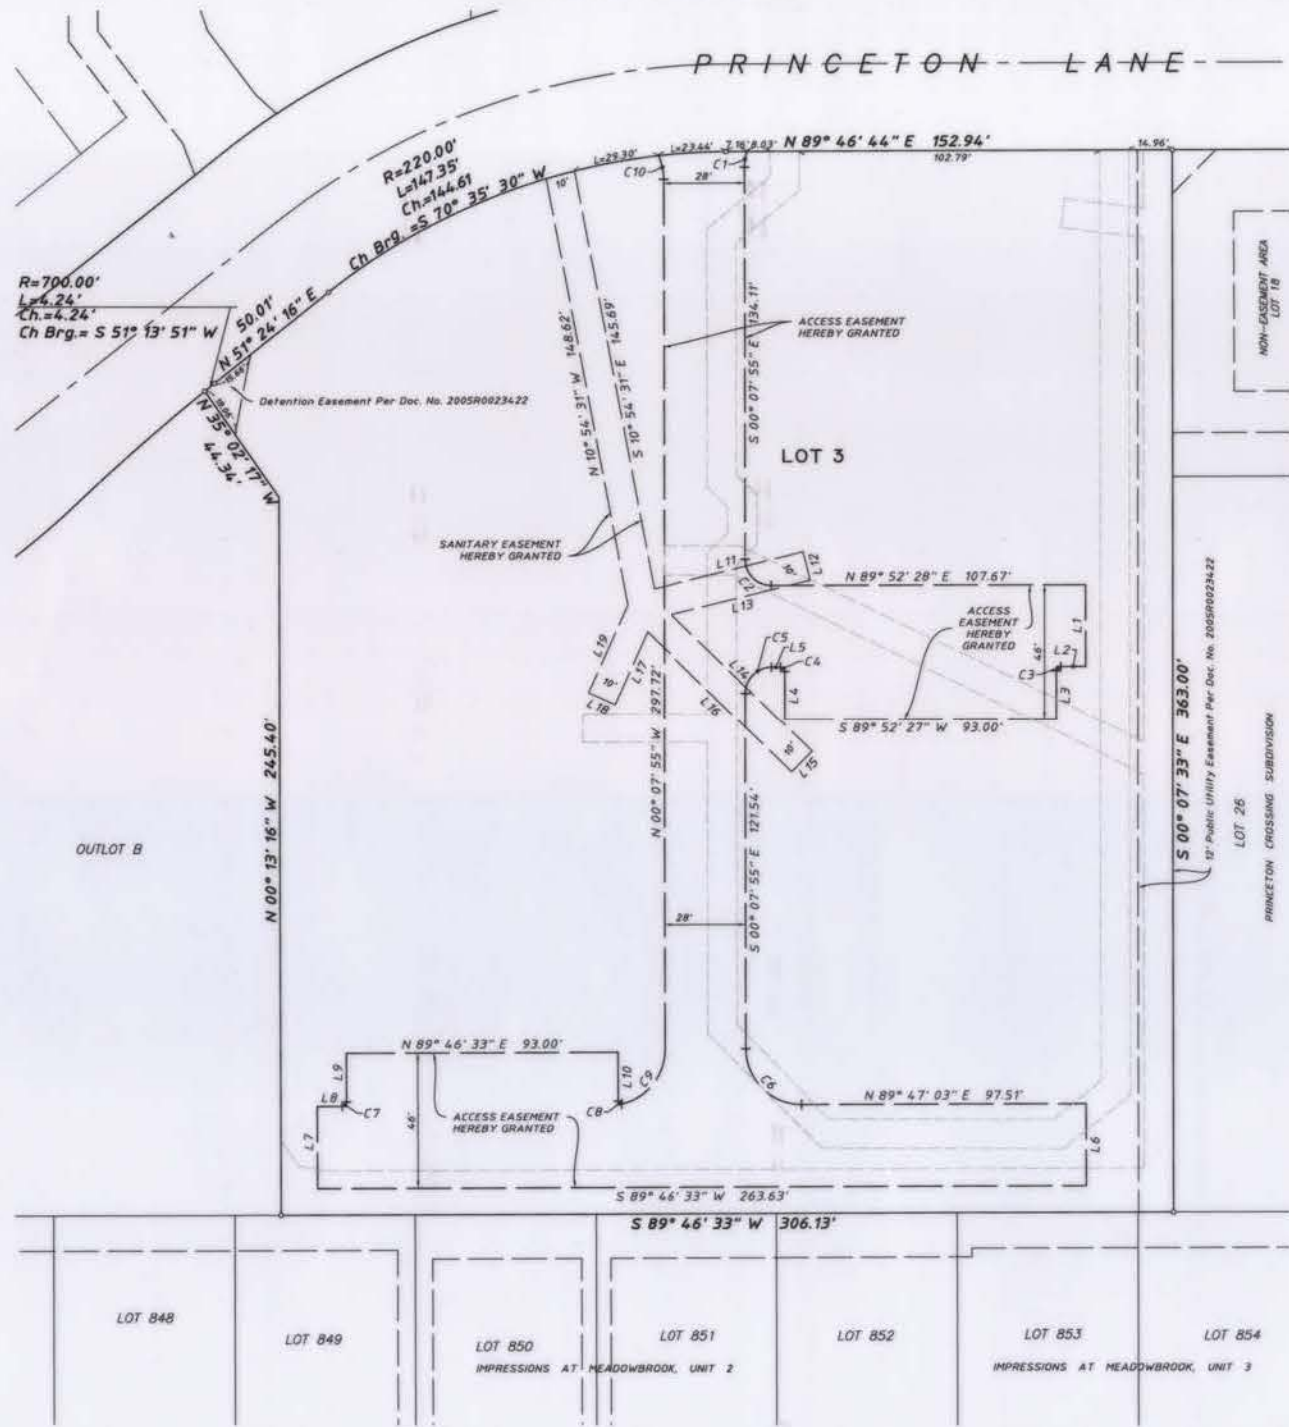 PRINCETON LANE
N 89° 46' 44" E 152.94'
L=29.30'
L=23.44'
8.03'
102.79'
14.96'
C10
C1
28'
10'
R=220.00'
L=147.35'
Ch.=144.61
Ch Brg. =S 70° 35' 30" W
R=700.00'
L=4.24'
Ch.=4.24'
Ch Brg.= S 51° 13' 51" W
50.01'
N 51° 24' 16" E
Detention Easement Per Doc. No. 2005R0023422
N 35° 02' 17" W
44.34'
N 10° 54' 31" W 148.62'
S 10° 54' 31" E 145.69'
S 00° 07' 55" E 134.11'
ACCESS EASEMENT
HEREBY GRANTED
NON-EASEMENT AREA
LOT 18
LOT 3
SANITARY EASEMENT
HEREBY GRANTED
L11
L12
10'
C2
L13
N 89° 52' 28" E 107.67'
ACCESS
EASEMENT
HEREBY
GRANTED
46'
L1
L2
C3
L3
C5
L5
C4
L4
L14
L19
L17
10'
L18
L16
10'
L15
S 89° 52' 27" W 93.00'
N 00° 07' 55" W 297.72'
S 00° 07' 55" E 121.54'
28'
N 00° 13' 16" W 245.40'
OUTLOT B
S 00° 07' 33" E 363.00'
12' Public Utility Easement Per Doc. No. 2005R0023422
LOT 26
PRINCETON CROSSING SUBDIVISION
N 89° 46' 33" E 93.00'
L9
L10
C9
C6
L8
C7
C8
N 89° 47' 03" E 97.51'
46'
ACCESS EASEMENT
HEREBY GRANTED
L7
L6
S 89° 46' 33" W 263.63'
S 89° 46' 33" W 306.13'
LOT 848
LOT 849
LOT 850
LOT 851
LOT 852
LOT 853
LOT 854
IMPRESSIONS AT MEADOWBROOK, UNIT 2
IMPRESSIONS AT MEADOWBROOK, UNIT 3